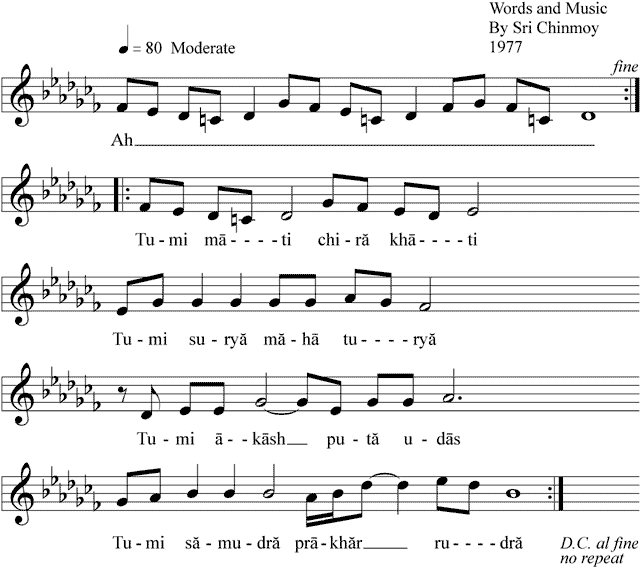 Words and Music
By Sri Chinmoy
1977
= 80 Moderate
fine
Ah
Tu-mi mā-----ti chi-ră khā-----ti
Tu-mi su-ryă mă-hā tu----ryă
Tu-mi ā--kāsh pu-tă u-dās
Tu-mi să-mu-dră prā-khăr ru----dră
D.C. al fine
no repeat